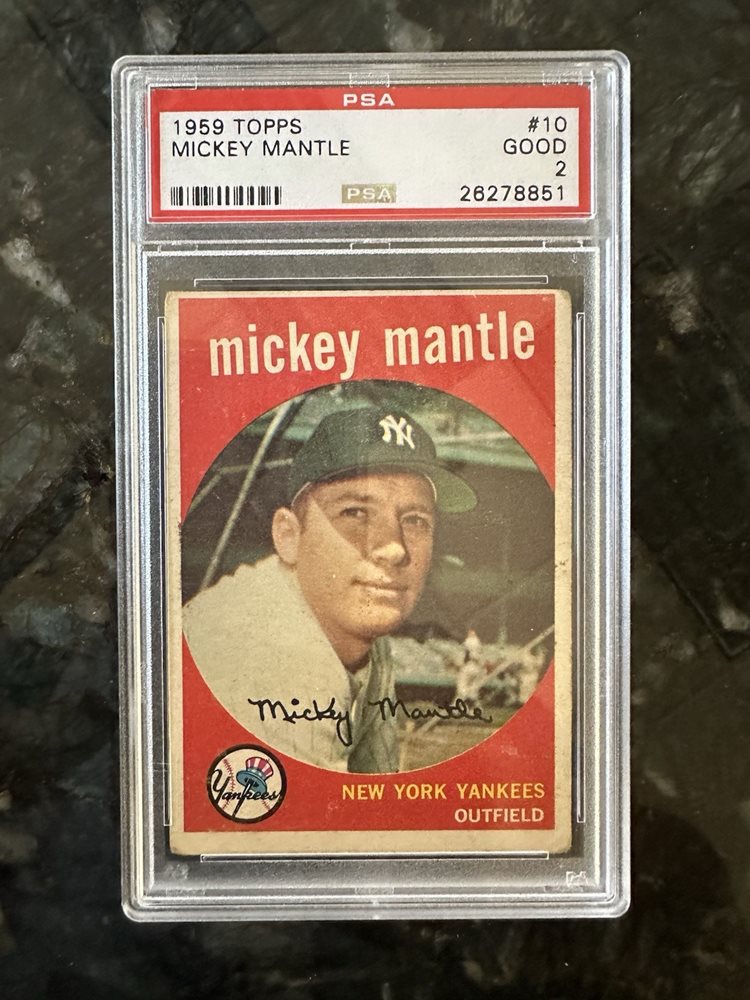 PSA
1959 TOPPS #10
MICKEY MANTLE GOOD
2
PSA 26278851
mickey mantle
NY
Mickey Mantle
Yankees
NEW YORK YANKEES
OUTFIELD